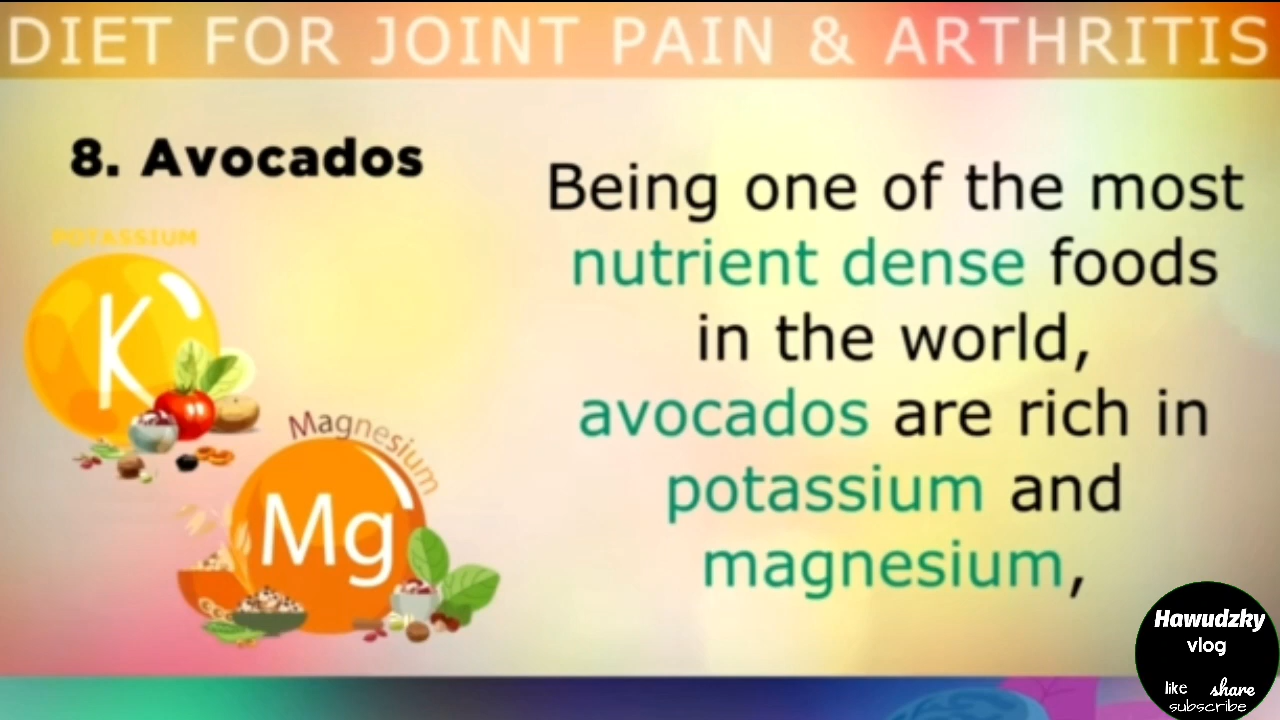 DIET FOR JOINT PAIN & ARTHRITIS
8. Avocados
POTASSIUM
K
Magnesium
Mg
Being one of the most
nutrient dense foods
in the world,
avocados are rich in
potassium and
magnesium,
Hawudzky
vlog
like share
subscribe